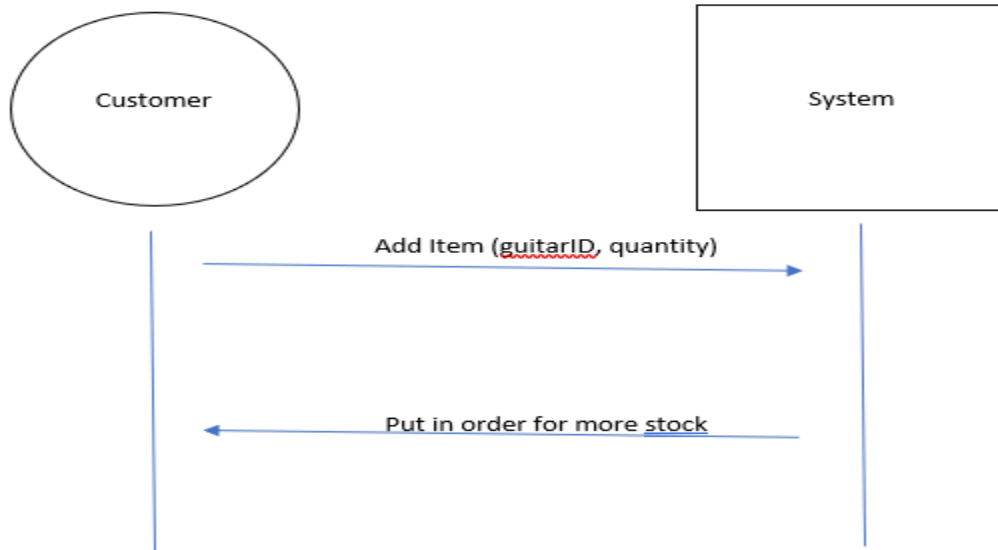 Customer
System
Add Item (guitarID, quantity)
Put in order for more stock